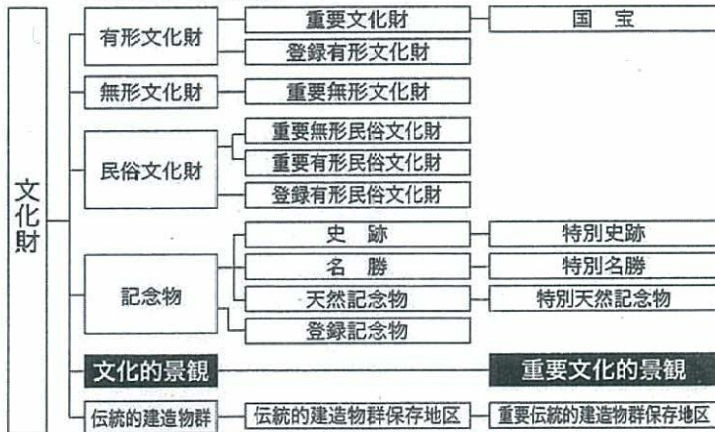 文化財
有形文化財
重要文化財
国宝
登録有形文化財
無形文化財
重要無形文化財
民俗文化財
重要無形民俗文化財
重要有形民俗文化財
登録有形民俗文化財
記念物
史跡
特別史跡
名勝
特別名勝
天然記念物
特別天然記念物
登録記念物
文化的景観
重要文化的景観
伝統的建造物群
伝統的建造物群保存地区
重要伝統的建造物群保存地区